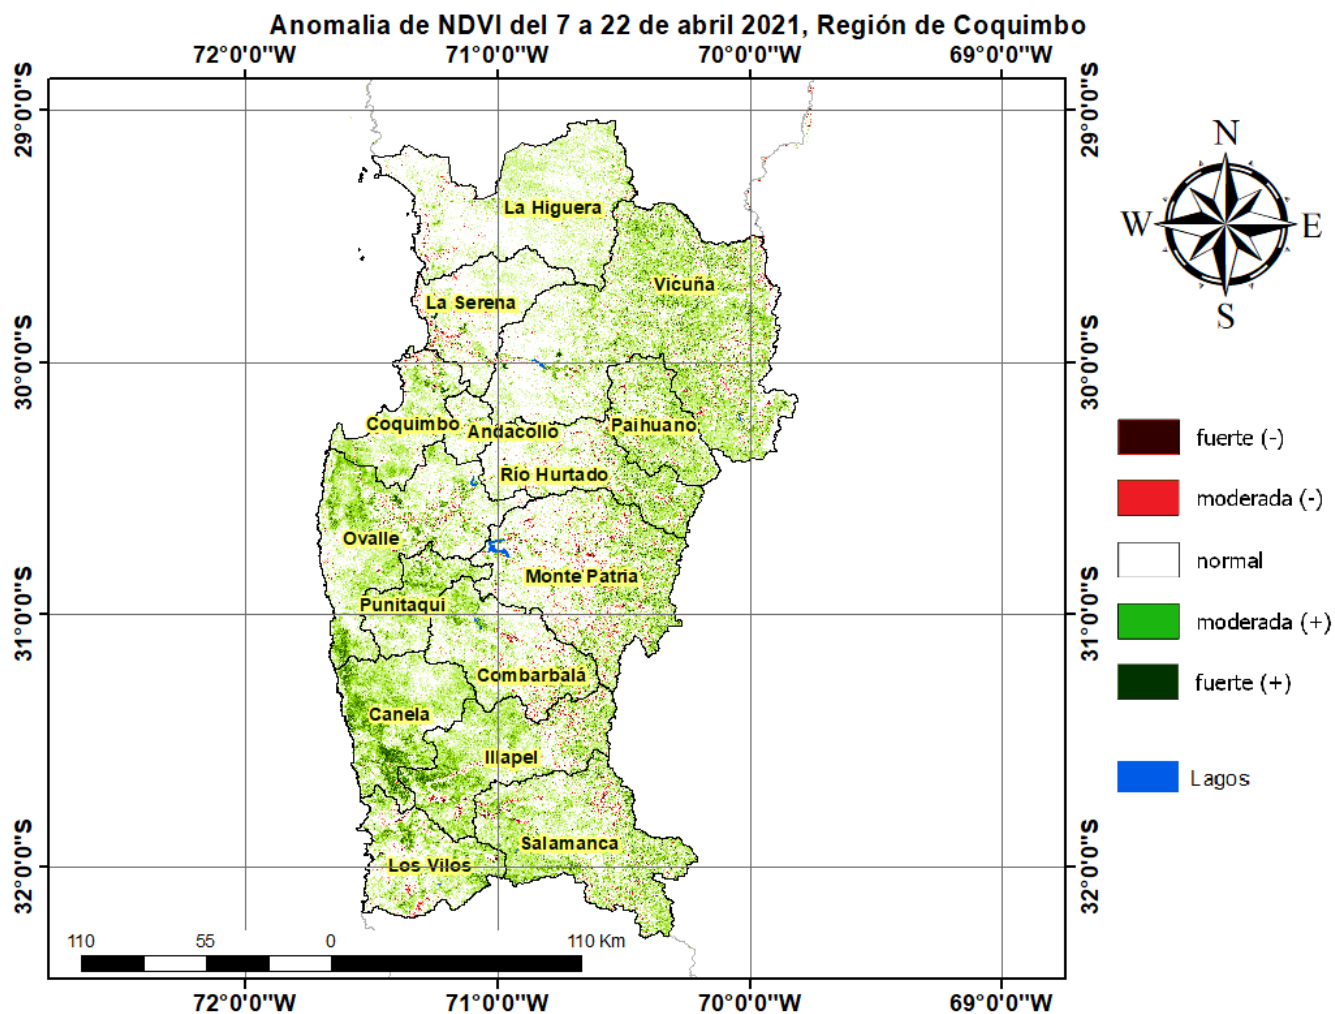 Anomalia de NDVI del 7 a 22 de abril 2021, Región de Coquimbo
72°0'0"W 71°0'0"W 70°0'0"W 69°0'0"W
29°0'0"S 29°0'0"S
N
W E
S
La Higuera
Vicuña
La Serena
30°0'0"S 30°0'0"S
Coquimbo
Andacollo
Paihuano
Río Hurtado
Ovalle
Monte Patria
Punitaqui
31°0'0"S 31°0'0"S
Combarbalá
Canela
Illapel
Salamanca
Los Vilos
32°0'0"S 32°0'0"S
fuerte (-)
moderada (-)
normal
moderada (+)
fuerte (+)
Lagos
110 55 0 110 Km
72°0'0"W 71°0'0"W 70°0'0"W 69°0'0"W